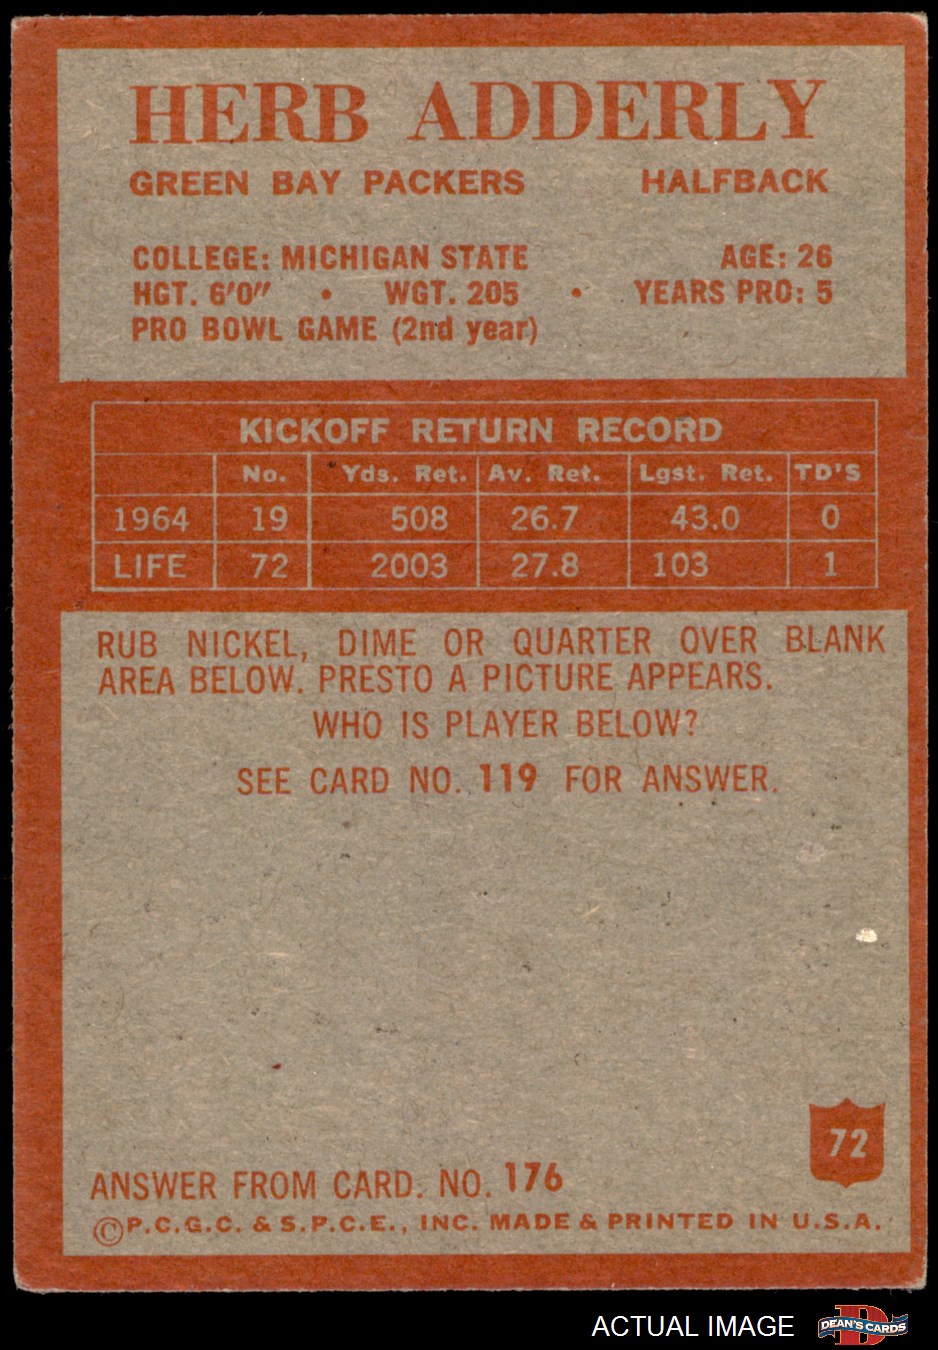 HERB ADDERLY
GREEN BAY PACKERS HALFBACK
COLLEGE: MICHIGAN STATE AGE: 26
HGT. 6'0" • WGT. 205 • YEARS PRO: 5
PRO BOWL GAME (2nd year)
KICKOFF RETURN RECORD
No. Yds. Ret. Av. Ret. Lgst. Ret. TD'S
1964 19 508 26.7 43.0 0
LIFE 72 2003 27.8 103 1
RUB NICKEL, DIME OR QUARTER OVER BLANK
AREA BELOW. PRESTO A PICTURE APPEARS.
WHO IS PLAYER BELOW?
SEE CARD NO. 119 FOR ANSWER.
72
ANSWER FROM CARD. NO. 176
©P.C.G.C. & S.P.C.E., INC. MADE & PRINTED IN U.S.A.
ACTUAL IMAGE
D
DEAN'S CARDS